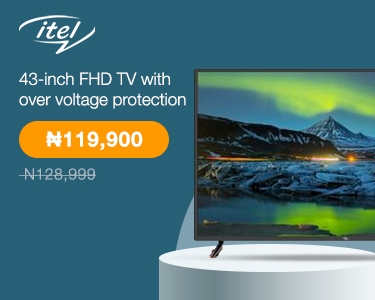 itel
43-inch FHD TV with
over voltage protection
₦119,900
N128,999